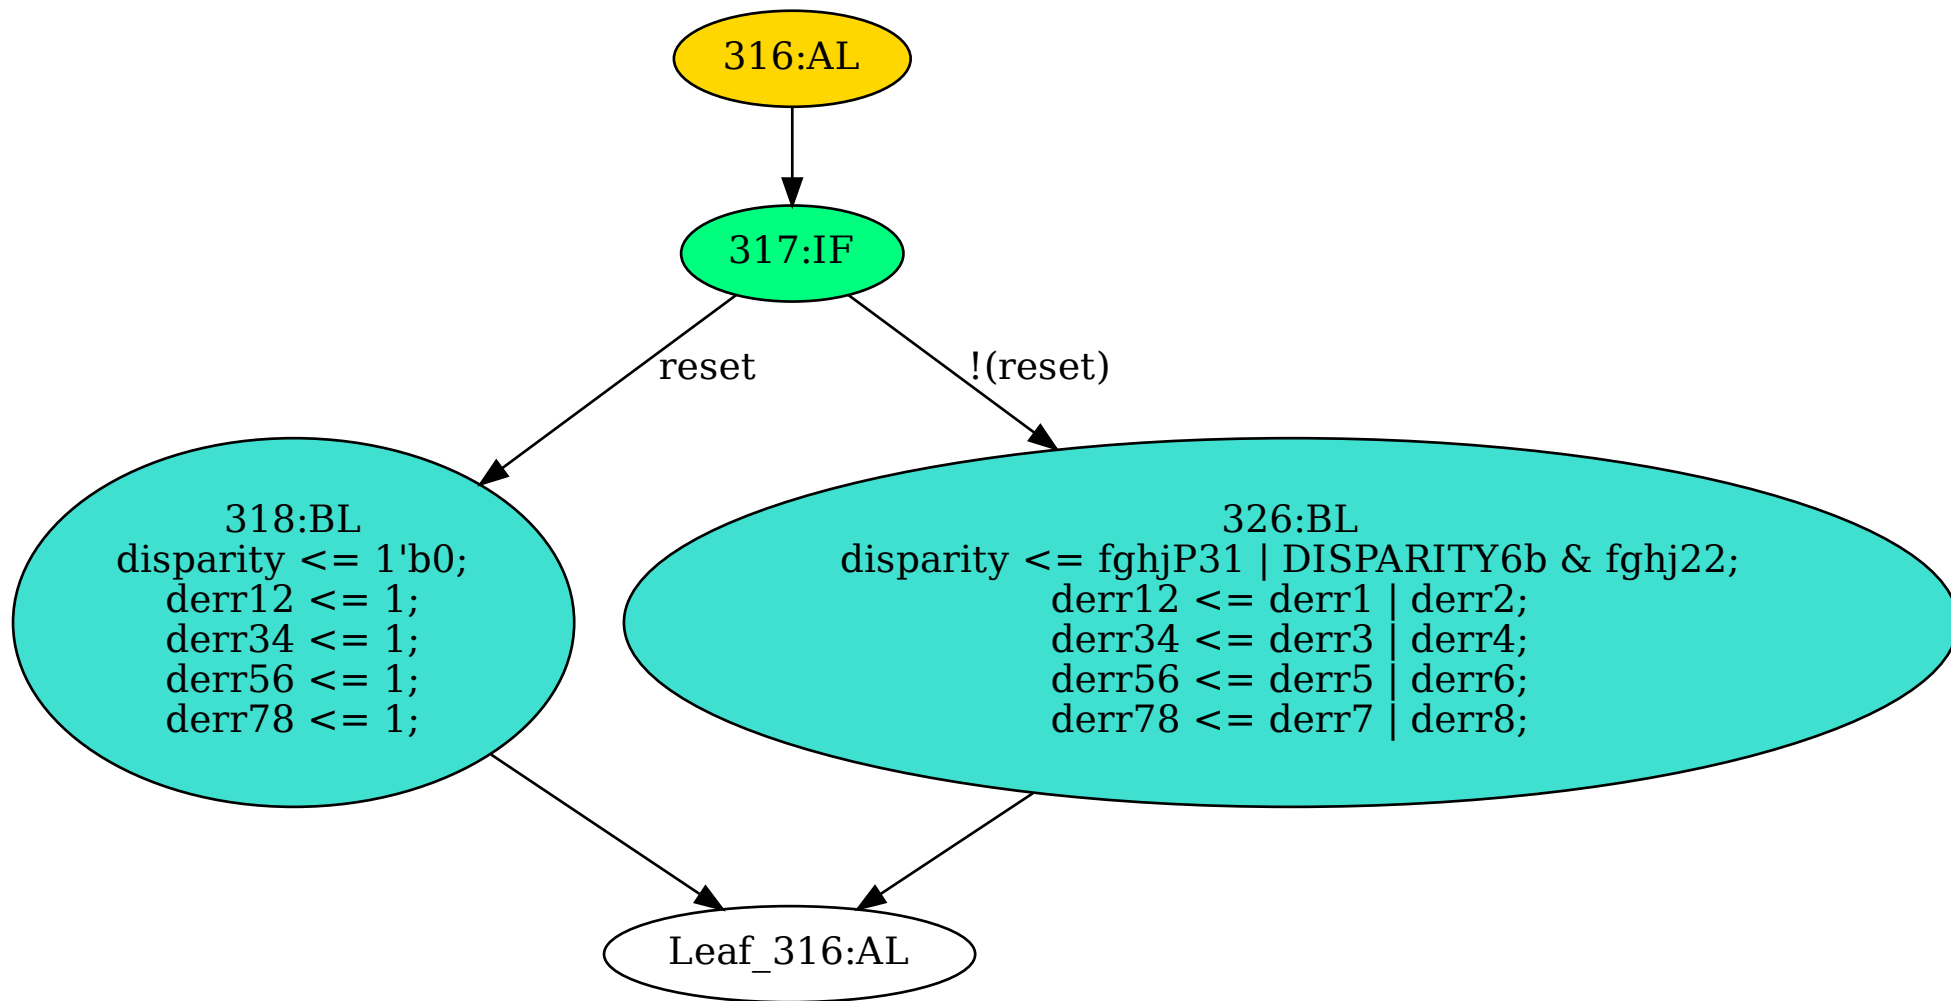 316:AL
317:IF
reset
!(reset)
318:BL
disparity <= 1'b0;
derr12 <= 1;
derr34 <= 1;
derr56 <= 1;
derr78 <= 1;
326:BL
disparity <= fghjP31 | DISPARITY6b & fghj22;
derr12 <= derr1 | derr2;
derr34 <= derr3 | derr4;
derr56 <= derr5 | derr6;
derr78 <= derr7 | derr8;
Leaf_316:AL